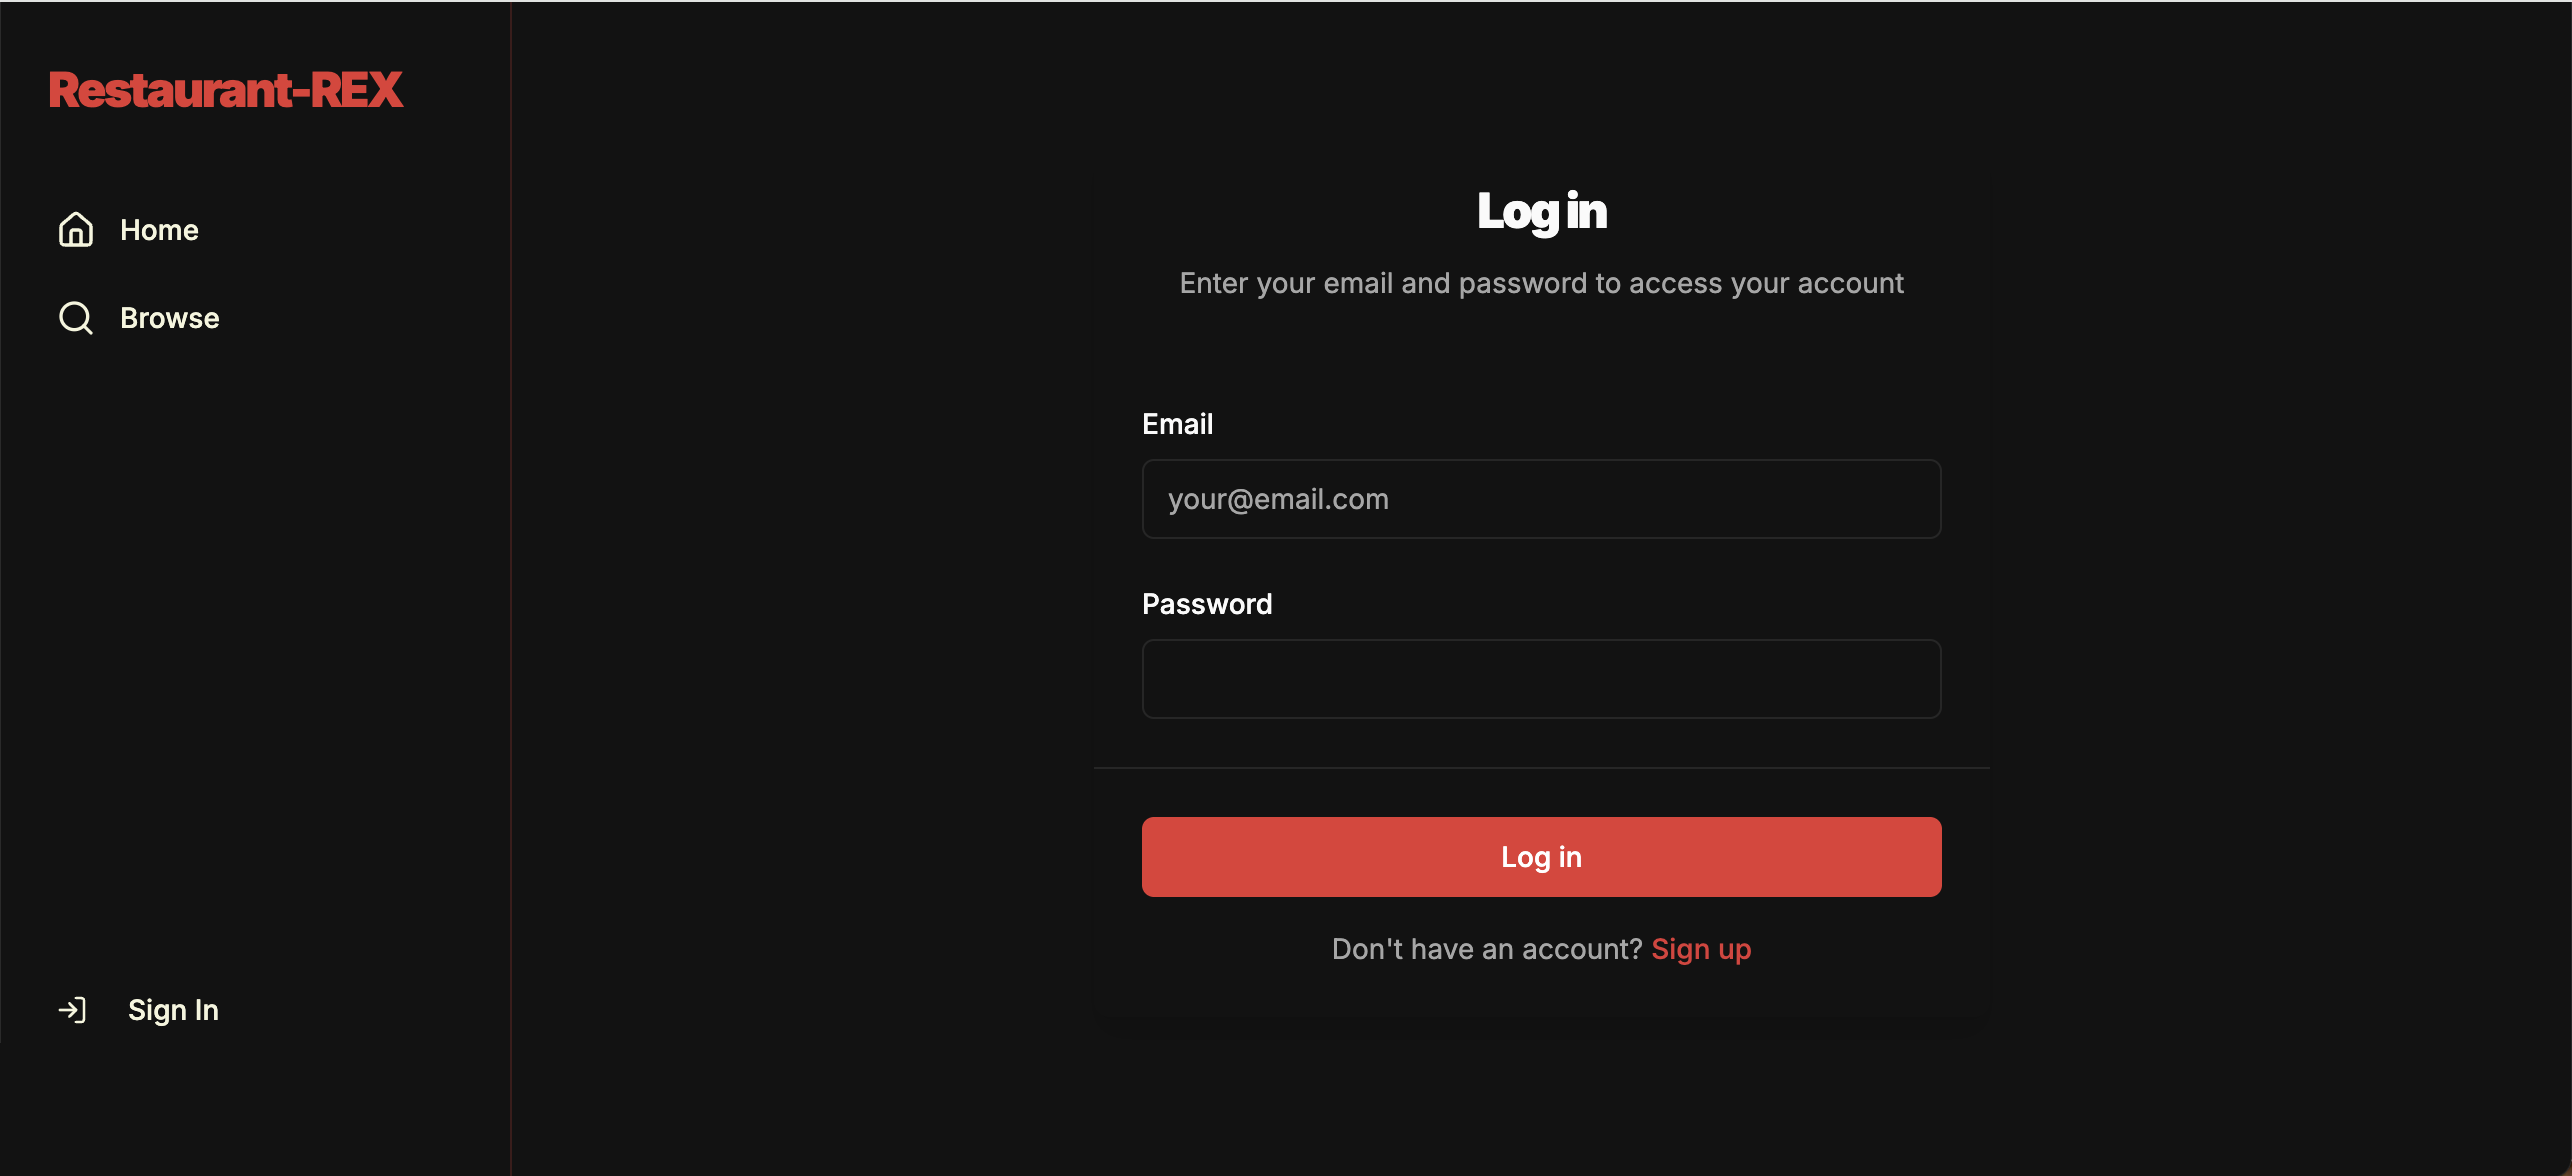 Restaurant-REX
Home
Browse
Sign In
Log in
Enter your email and password to access your account
Email
your@email.com
Password
Log in
Don't have an account? Sign up